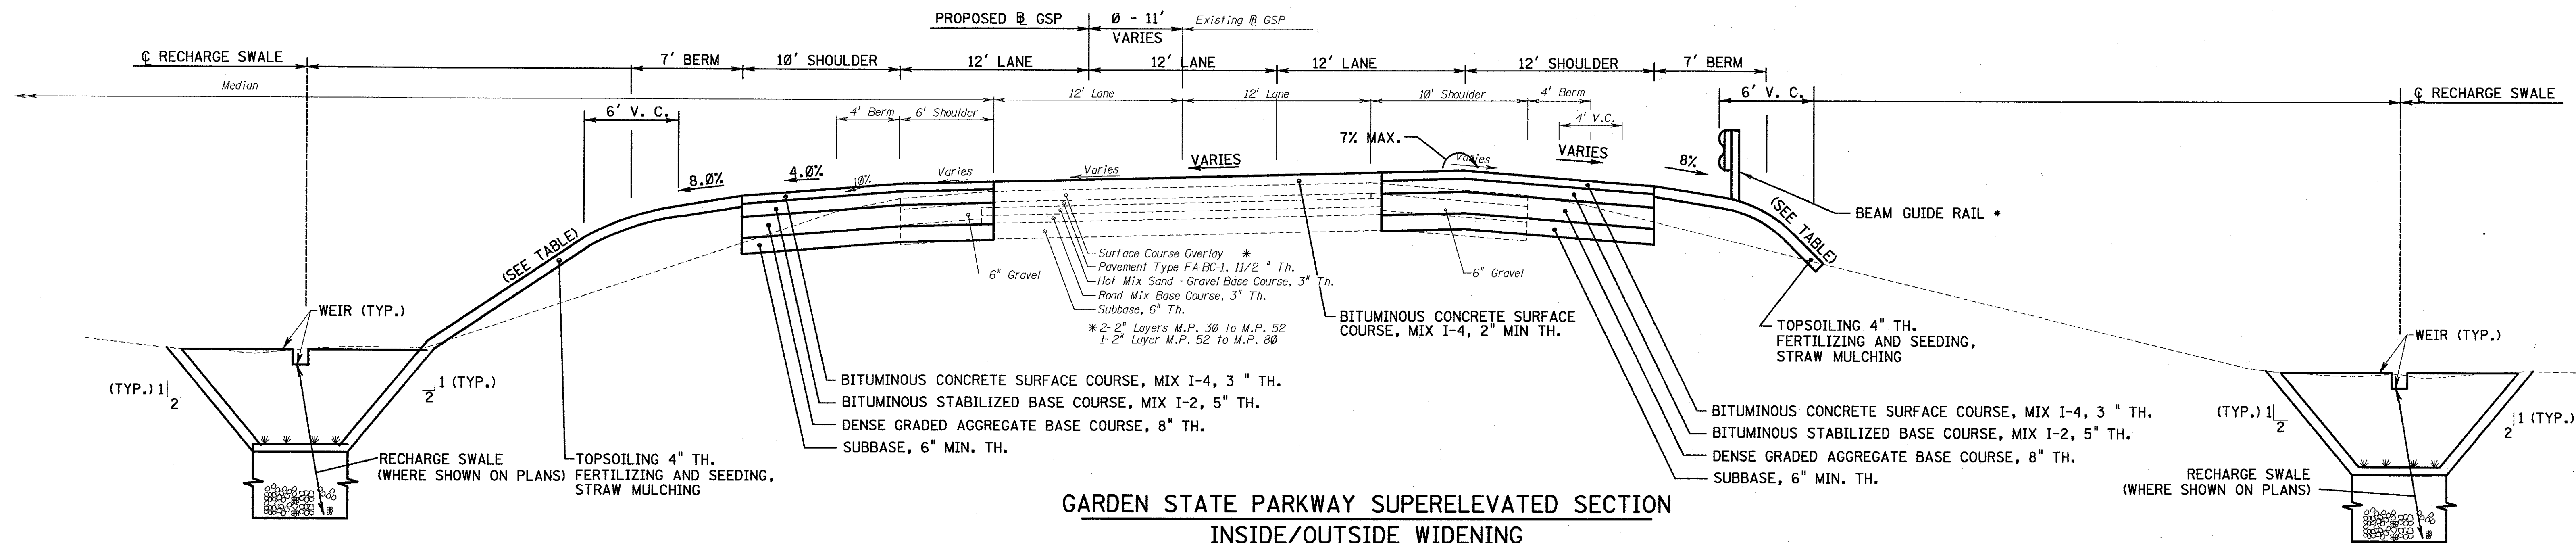 PROPOSED ⅊ GSP
Ø - 11'
VARIES
Existing ⅊ GSP
℄ RECHARGE SWALE
7' BERM
10' SHOULDER
12' LANE
12' LANE
12' LANE
12' SHOULDER
7' BERM
Median
12' Lane
12' Lane
10' Shoulder
4' Berm
6' V. C.
℄ RECHARGE SWALE
6' V. C.
4' Berm
6' Shoulder
4' V.C.
7% MAX.
VARIES
Varies
VARIES
8%
8.0%
4.0%
10%
Varies
Varies
BEAM GUIDE RAIL *
(SEE TABLE)
(SEE TABLE)
6" Gravel
Surface Course Overlay *
Pavement Type FA-BC-1, 11/2 " Th.
Hot Mix Sand - Gravel Base Course, 3" Th.
Road Mix Base Course, 3" Th.
Subbase, 6" Th.
* 2- 2" Layers M.P. 30 to M.P. 52
1- 2" Layer M.P. 52 to M.P. 80
6" Gravel
BITUMINOUS CONCRETE SURFACE
COURSE, MIX I-4, 2" MIN TH.
TOPSOILING 4" TH.
FERTILIZING AND SEEDING,
STRAW MULCHING
WEIR (TYP.)
WEIR (TYP.)
(TYP.) 1
2
1 (TYP.)
2
BITUMINOUS CONCRETE SURFACE COURSE, MIX I-4, 3 " TH.
BITUMINOUS STABILIZED BASE COURSE, MIX I-2, 5" TH.
DENSE GRADED AGGREGATE BASE COURSE, 8" TH.
SUBBASE, 6" MIN. TH.
BITUMINOUS CONCRETE SURFACE COURSE, MIX I-4, 3 " TH.
BITUMINOUS STABILIZED BASE COURSE, MIX I-2, 5" TH.
DENSE GRADED AGGREGATE BASE COURSE, 8" TH.
SUBBASE, 6" MIN. TH.
(TYP.) 1
2
1 (TYP.)
2
RECHARGE SWALE
(WHERE SHOWN ON PLANS)
TOPSOILING 4" TH.
FERTILIZING AND SEEDING,
STRAW MULCHING
RECHARGE SWALE
(WHERE SHOWN ON PLANS)
GARDEN STATE PARKWAY SUPERELEVATED SECTION
INSIDE/OUTSIDE WIDENING